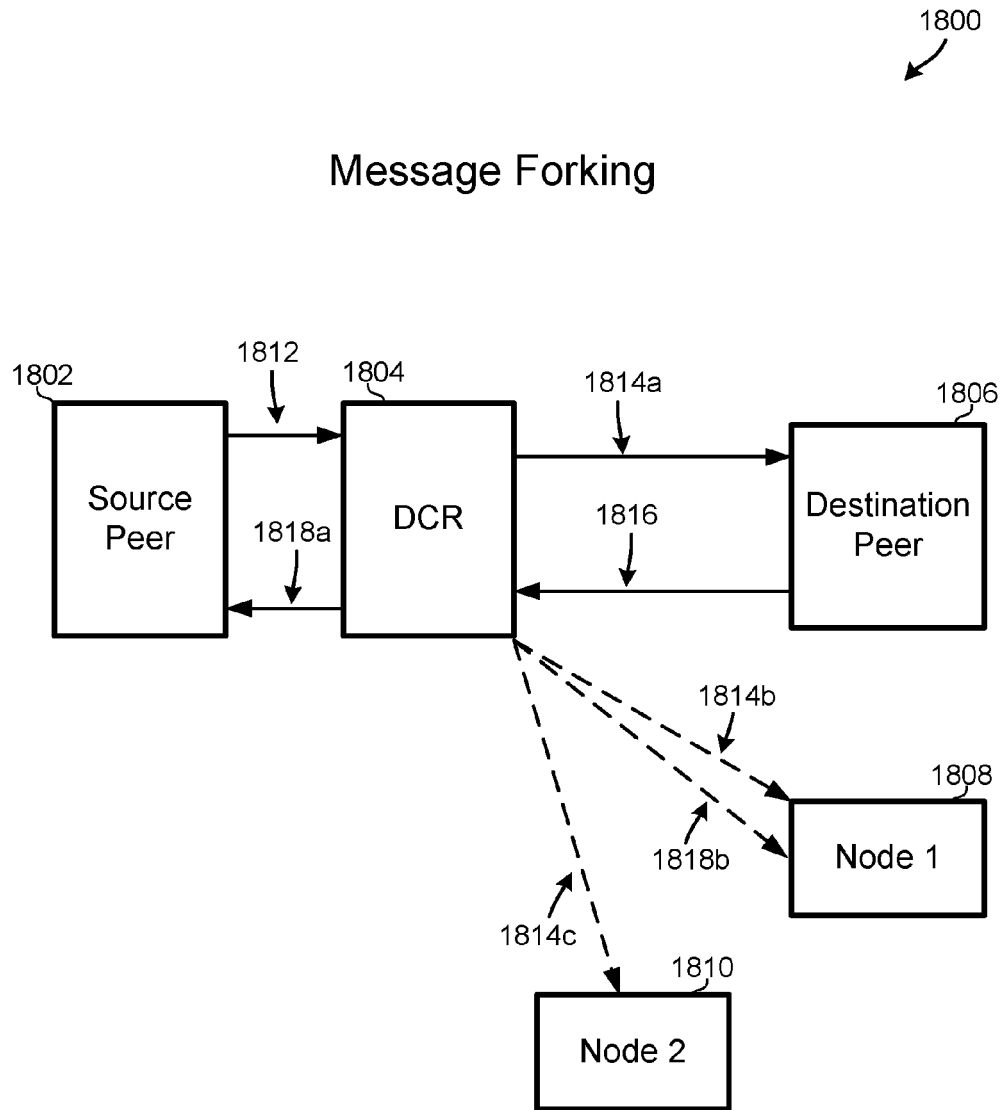 1800
Message Forking
1802
1812
1804
1814a
1806
Source
Peer
1818a
DCR
1816
Destination
Peer
1814b
1808
Node 1
1818b
1814c
1810
Node 2